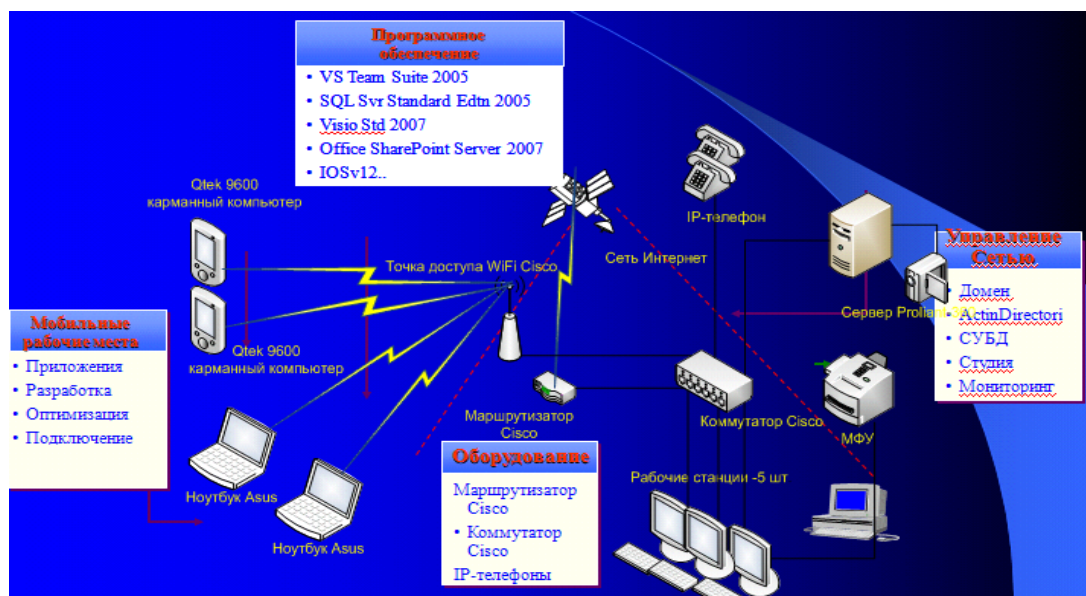 Программное
обеспечение
• VS Team Suite 2005
• SQL Svr Standard Edtn 2005
• Visio Std 2007
• Office SharePoint Server 2007
• IOSv12..
Qtek 9600
карманный компьютер
IP-телефон
Сеть Интернет
Точка доступа WiFi Cisco
Управление
Сетью
• Домен
• ActinDirectori
• СУБД
• Студия
• Мониторинг
Сервер Proliant
Мобильные
рабочие места
• Приложения
• Разработка
• Оптимизация
• Подключение
Qtek 9600
карманный компьютер
Маршрутизатор
Cisco
Коммутатор Cisco
МФУ
Оборудование
Маршрутизатор
Cisco
• Коммутатор
Cisco
IP-телефоны
Рабочие станции -5 шт
Ноутбук Asus
Ноутбук Asus